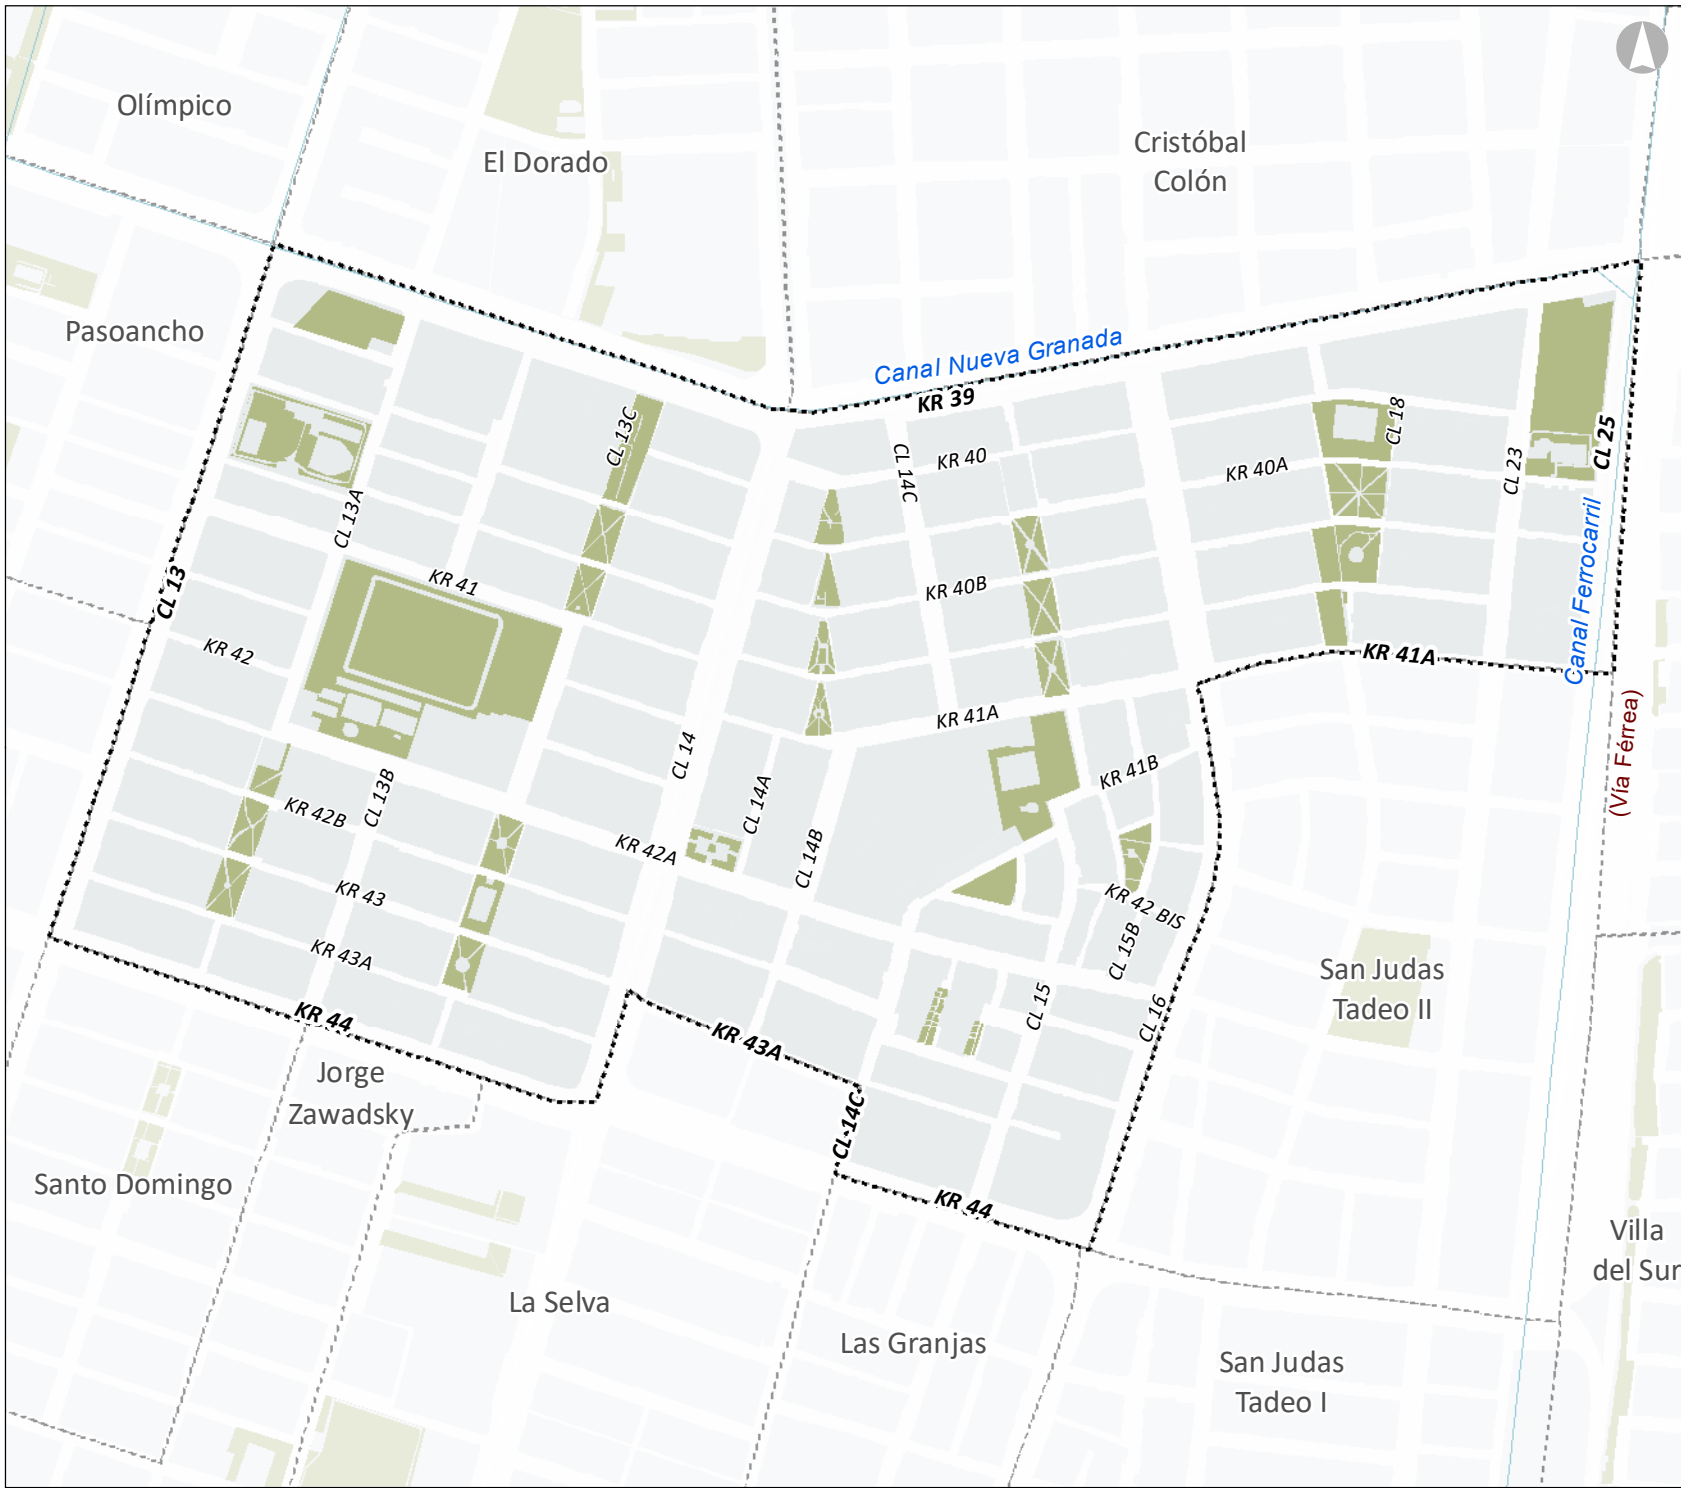 Olímpico
El Dorado
Cristóbal
Colón
Pasoancho
Canal Nueva Granada
KR 39
CL 13C
CL 18
CL 25
CL 14C
KR 40
KR 40A
CL 23
CL 13A
Canal Ferrocarril
KR 41
KR 40B
CL 13
KR 42
KR 41A
KR 41A
(Vía Férrea)
CL 14
KR 41B
CL 14A
CL 13B
KR 42B
KR 42A
CL 14B
KR 43
KR 42 BIS
KR 43A
CL 15B
San Judas
Tadeo II
KR 44
CL 15
CL 16
KR 43A
Jorge
Zawadsky
CL 14C
Santo Domingo
KR 44
Villa
del Sur
La Selva
Las Granjas
San Judas
Tadeo I